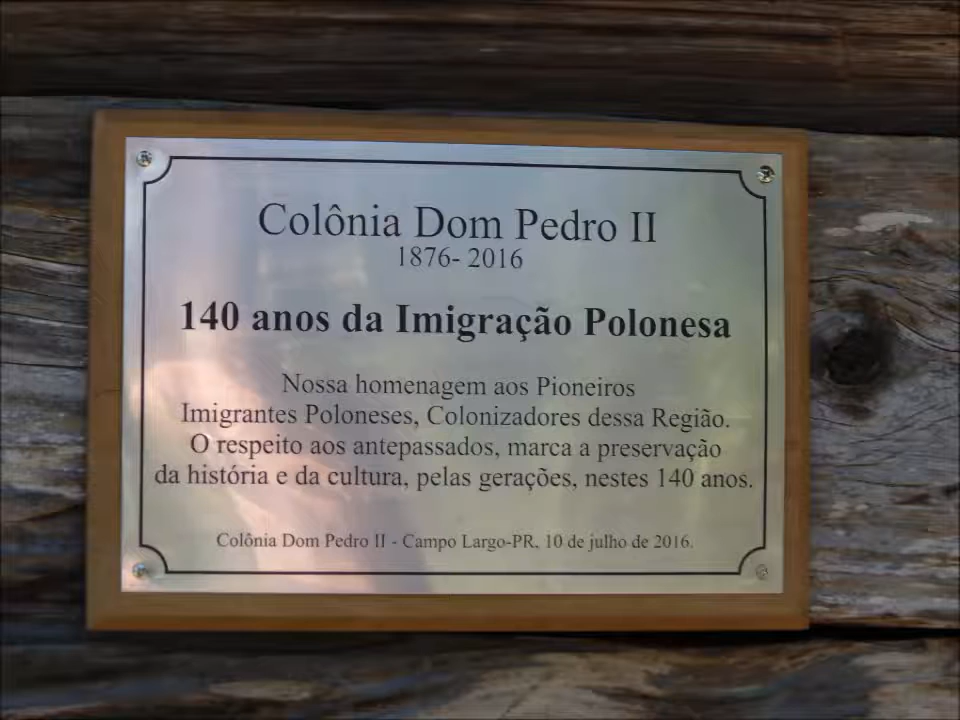 Colônia Dom Pedro II
1876- 2016
140 anos da Imigração Polonesa
Nossa homenagem aos Pioneiros
Imigrantes Poloneses, Colonizadores dessa Região.
O respeito aos antepassados, marca a preservação
da história e da cultura, pelas gerações, nestes 140 anos.
Colônia Dom Pedro II - Campo Largo-PR, 10 de julho de 2016.